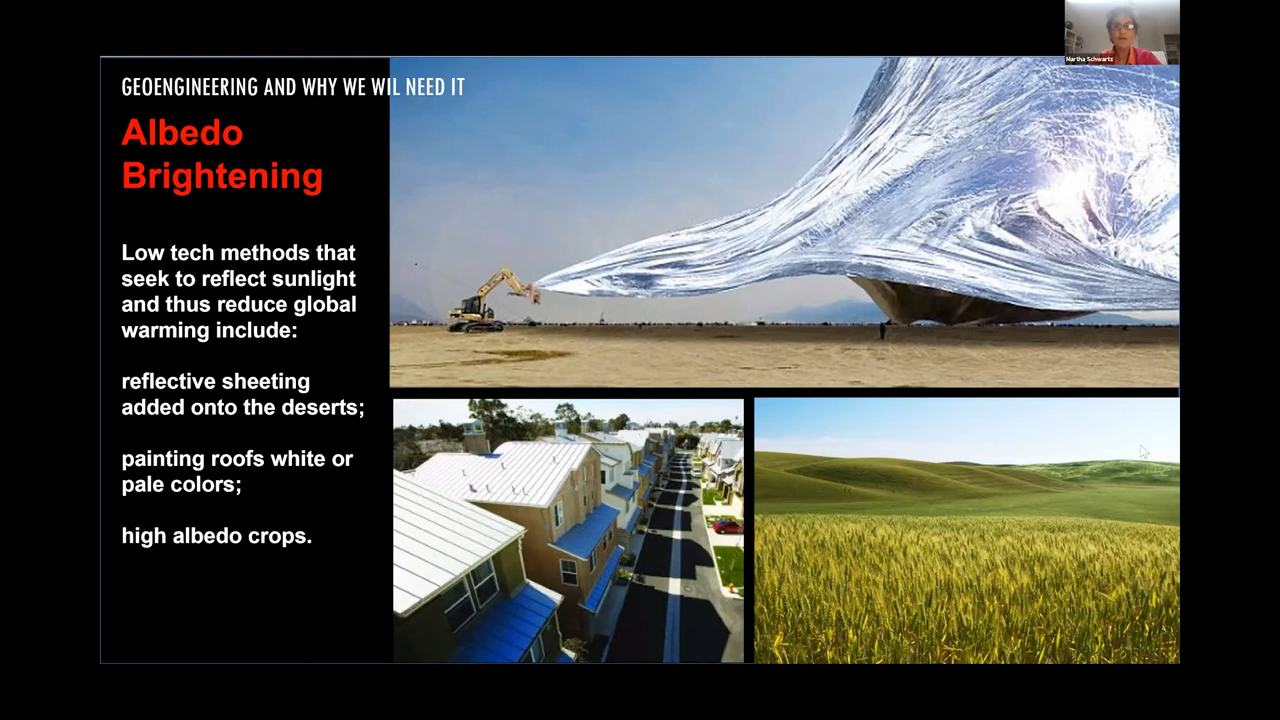 Martha Schwartz
GEOENGINEERING AND WHY WE WIL NEED IT
Albedo
Brightening
Low tech methods that
seek to reflect sunlight
and thus reduce global
warming include:
reflective sheeting
added onto the deserts;
painting roofs white or
pale colors;
high albedo crops.